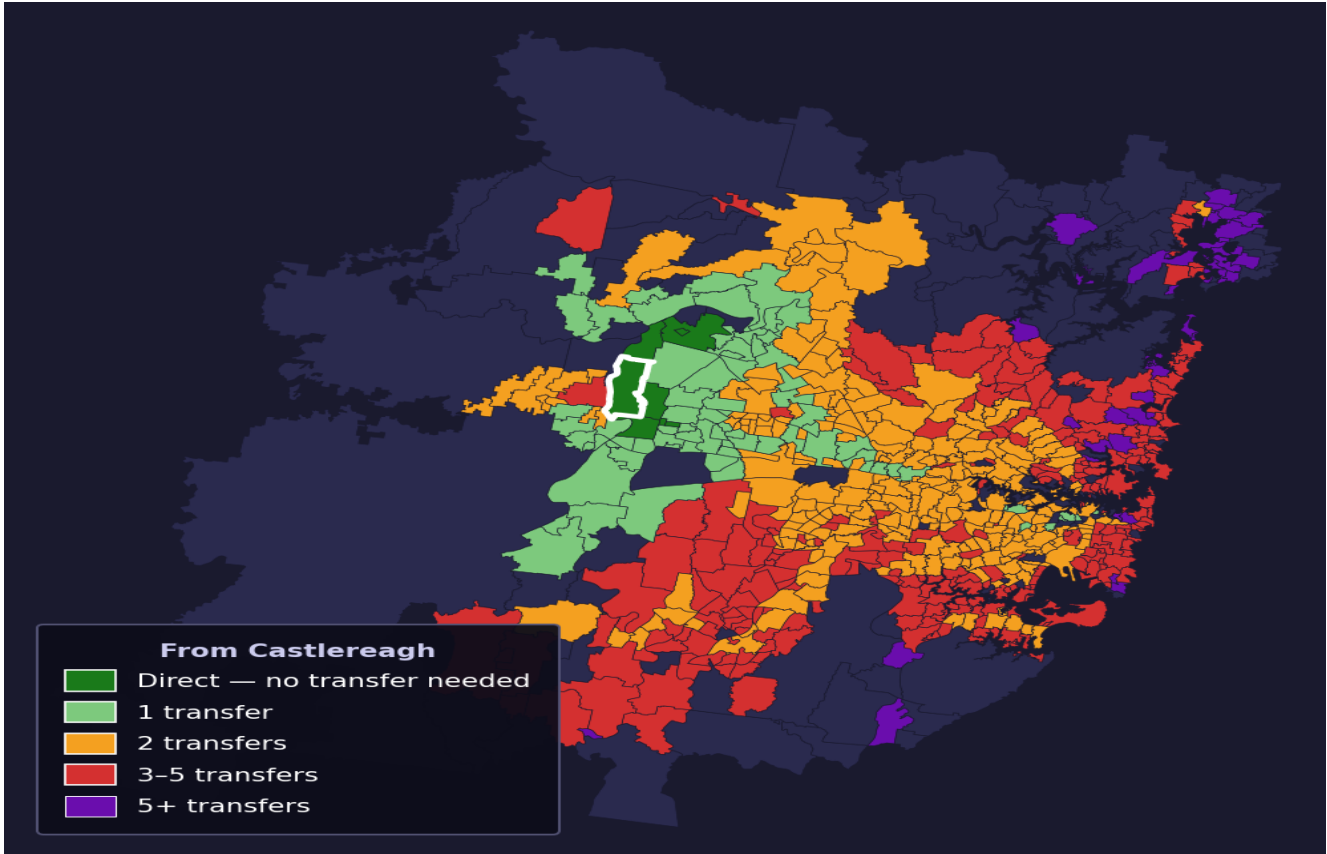 From Castlereagh
Direct — no transfer needed
1 transfer
2 transfers
3–5 transfers
5+ transfers